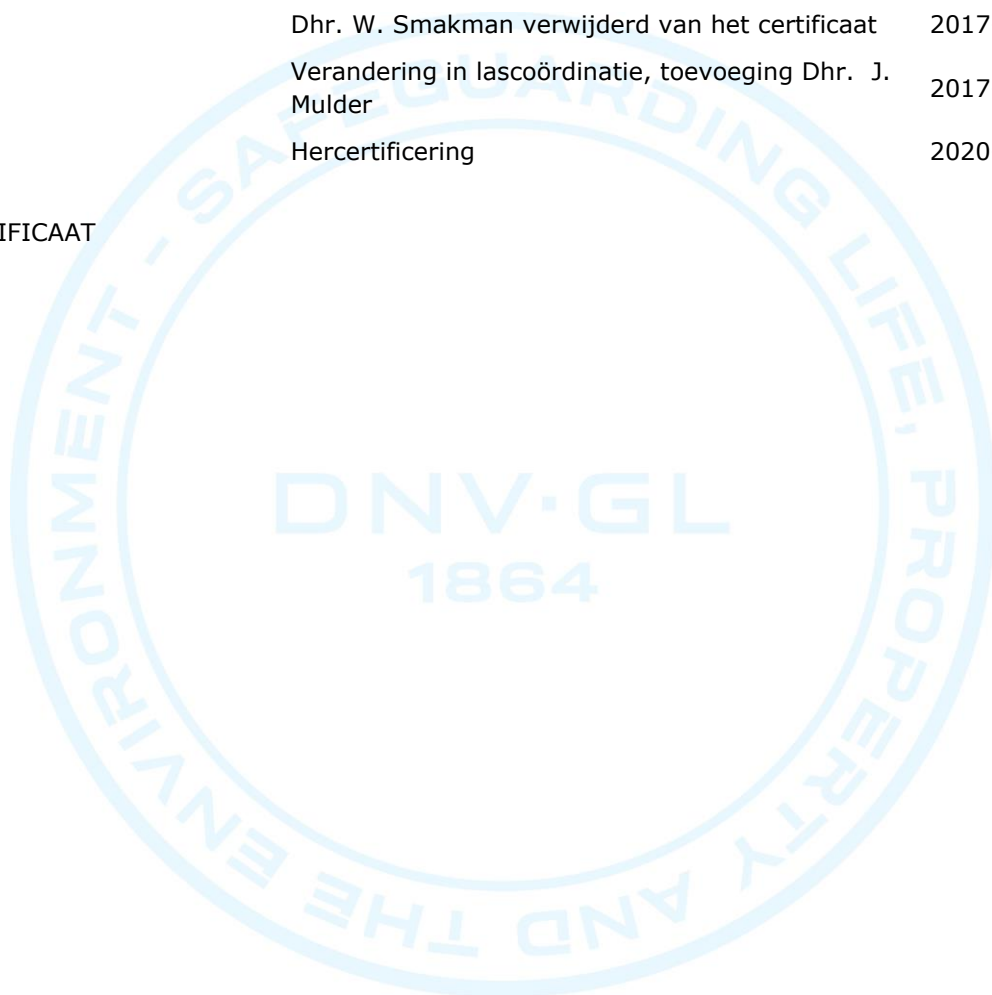 Dhr. W. Smakman verwijderd van het certificaat 2017
Verandering in lascoördinatie, toevoeging Dhr. J.
Mulder 2017
Hercertificering 2020
IFICAAT
SAFEGUARDING LIFE, PROPERTY AND THE ENVIRONMENT -
DNV·GL
1864